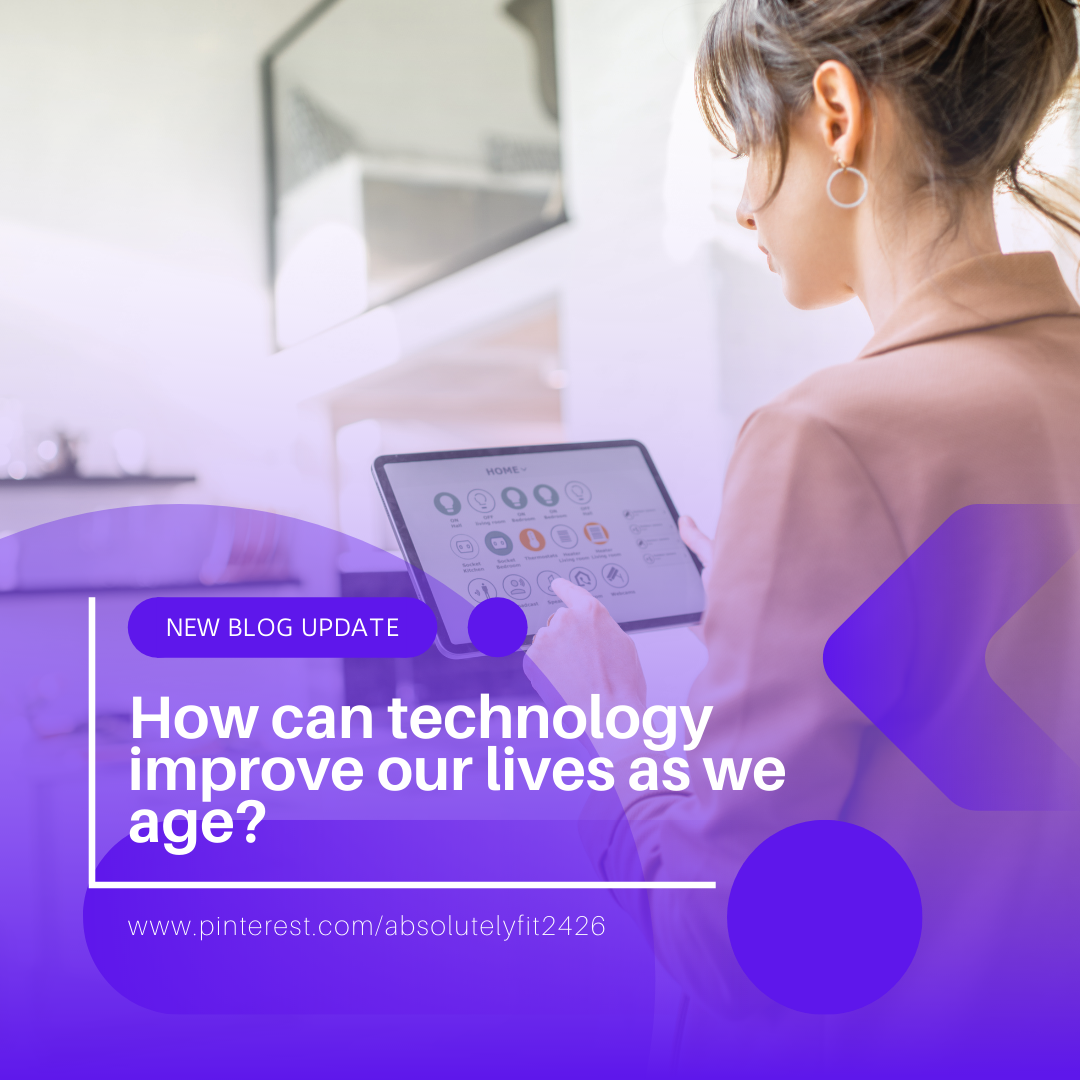 HOME
NEW BLOG UPDATE
How can technology
improve our lives as we
age?
www.pinterest.com/absolutelyfit2426